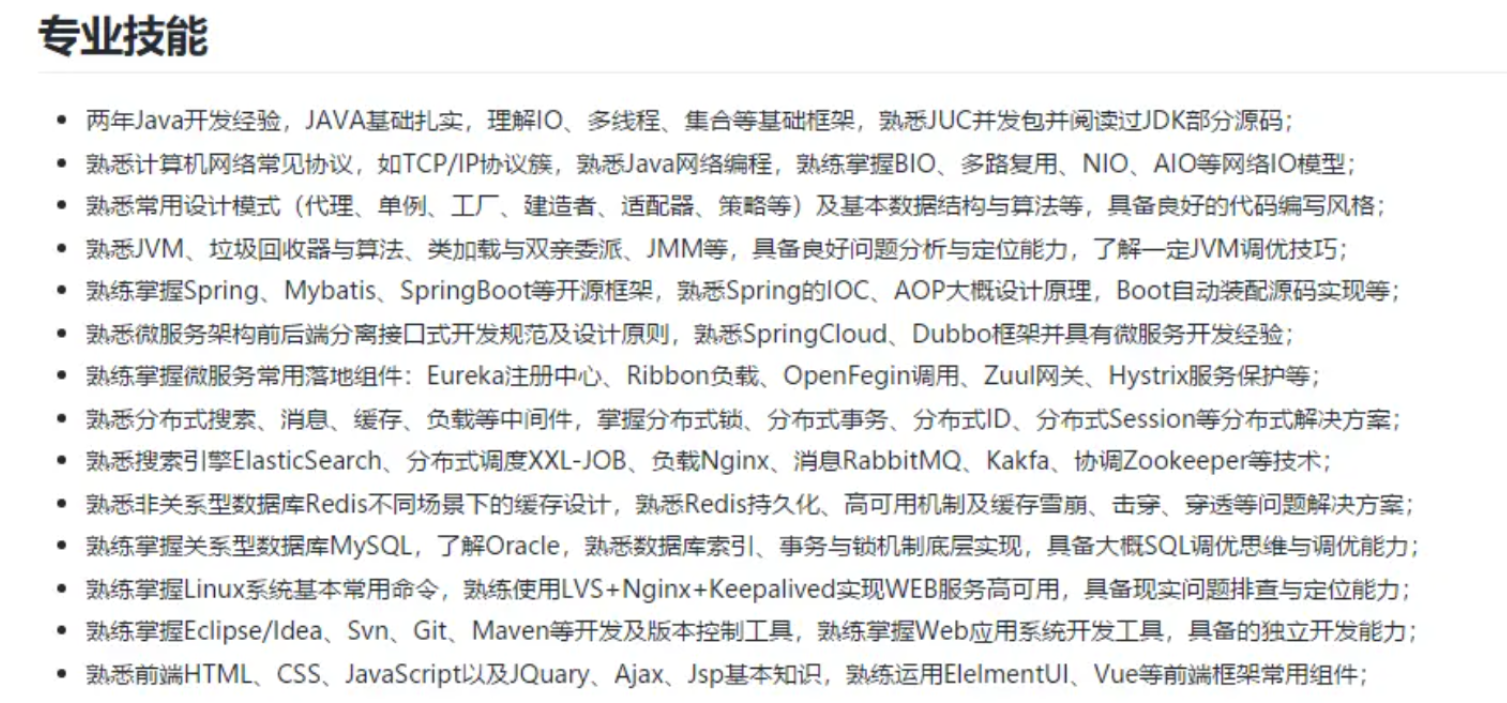 专业技能
两年Java开发经验，JAVA基础扎实，理解IO、多线程、集合等基础框架，熟悉JUC并发包并阅读过JDK部分源码；
熟悉计算机网络常见协议，如TCP/IP协议簇，熟悉Java网络编程，熟练掌握BIO、多路复用、NIO、AIO等网络IO模型；
熟悉常用设计模式（代理、单例、工厂、建造者、适配器、策略等）及基本数据结构与算法等，具备良好的代码编写风格；
熟悉JVM、垃圾回收器与算法、类加载与双亲委派、JMM等，具备良好问题分析与定位能力，了解一定JVM调优技巧；
熟练掌握Spring、Mybatis、SpringBoot等开源框架，熟悉Spring的IOC、AOP大概设计原理，Boot自动装配源码实现等；
熟悉微服务架构前后端分离接口式开发规范及设计原则，熟悉SpringCloud、Dubbo框架并具有微服务开发经验；
熟练掌握微服务常用落地组件：Eureka注册中心、Ribbon负载、OpenFegin调用、Zuul网关、Hystrix服务保护等；
熟悉分布式搜索、消息、缓存、负载等中间件，掌握分布式锁、分布式事务、分布式ID、分布式Session等分布式解决方案；
熟悉搜索引擎ElasticSearch、分布式调度XXL-JOB、负载Nginx、消息RabbitMQ、Kakfa、协调Zookeeper等技术；
熟悉非关系型数据库Redis不同场景下的缓存设计，熟悉Redis持久化、高可用机制及缓存雪崩、击穿、穿透等问题解决方案；
熟练掌握关系型数据库MySQL，了解Oracle，熟悉数据库索引、事务与锁机制底层实现，具备大概SQL调优思维与调优能力；
熟练掌握Linux系统基本常用命令，熟练使用LVS+Nginx+Keepalived实现WEB服务高可用，具备现实问题排查与定位能力；
熟练掌握Eclipse/Idea、Svn、Git、Maven等开发及版本控制工具，熟练掌握Web应用系统开发工具，具备的独立开发能力；
熟悉前端HTML、CSS、JavaScript以及JQuary、Ajax、Jsp基本知识，熟练运用ElelmentUI、Vue等前端框架常用组件；